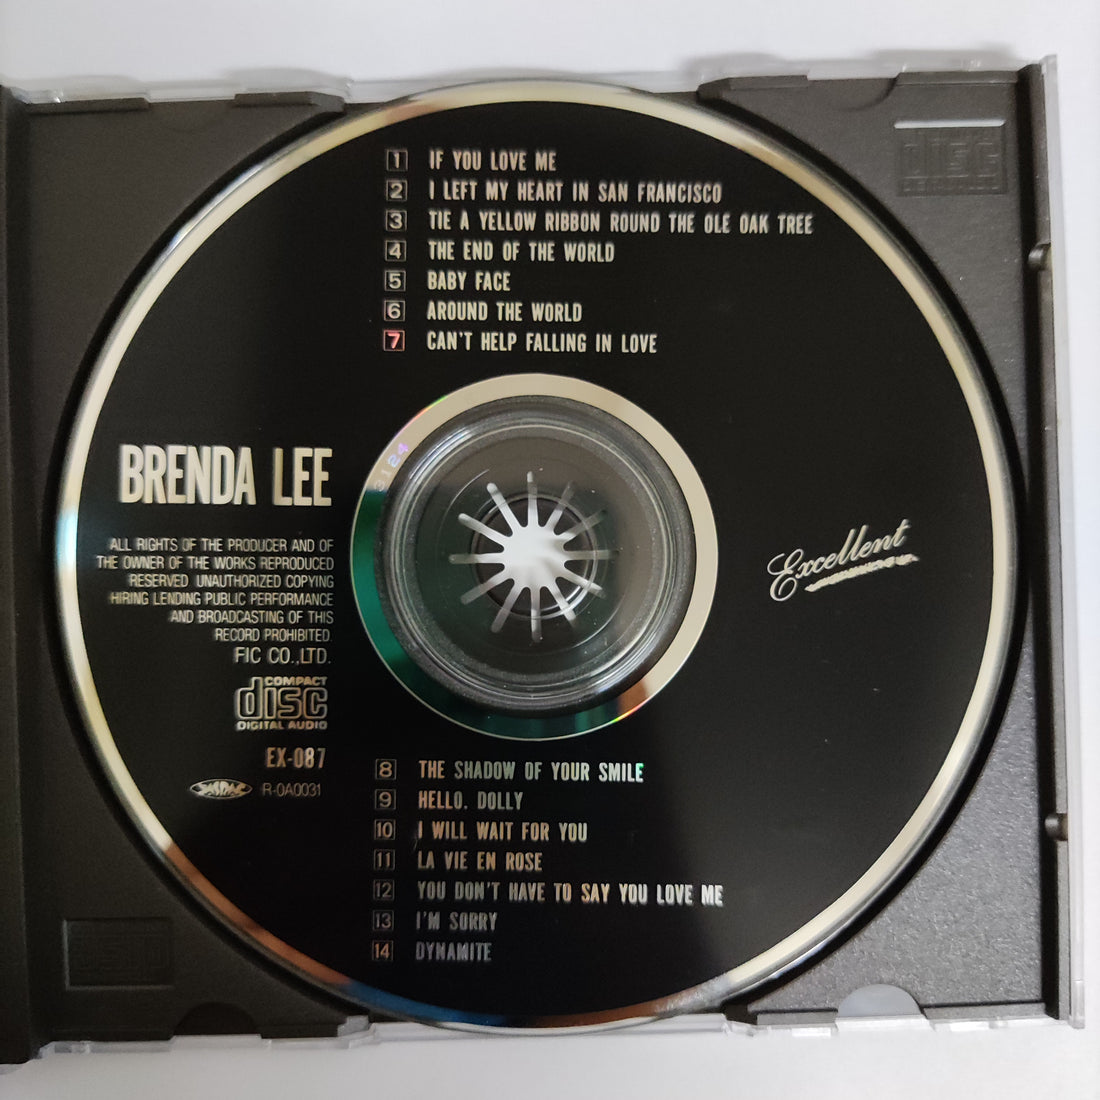 1 IF YOU LOVE ME
2 I LEFT MY HEART IN SAN FRANCISCO
3 TIE A YELLOW RIBBON ROUND THE OLE OAK TREE
4 THE END OF THE WORLD
5 BABY FACE
6 AROUND THE WORLD
7 CAN'T HELP FALLING IN LOVE
BRENDA LEE
ALL RIGHTS OF THE PRODUCER AND OF
THE OWNER OF THE WORKS REPRODUCED
RESERVED. UNAUTHORIZED COPYING
HIRING LENDING PUBLIC PERFORMANCE
AND BROADCASTING OF THIS
RECORD PROHIBITED.
FIC CO.,LTD.
COMPACT
disc
DIGITAL AUDIO
EX-087
R-0A0031
Excellent
8 THE SHADOW OF YOUR SMILE
9 HELLO. DOLLY
10 I WILL WAIT FOR YOU
11 LA VIE EN ROSE
12 YOU DON'T HAVE TO SAY YOU LOVE ME
13 I'M SORRY
14 DYNAMITE
3124
disc